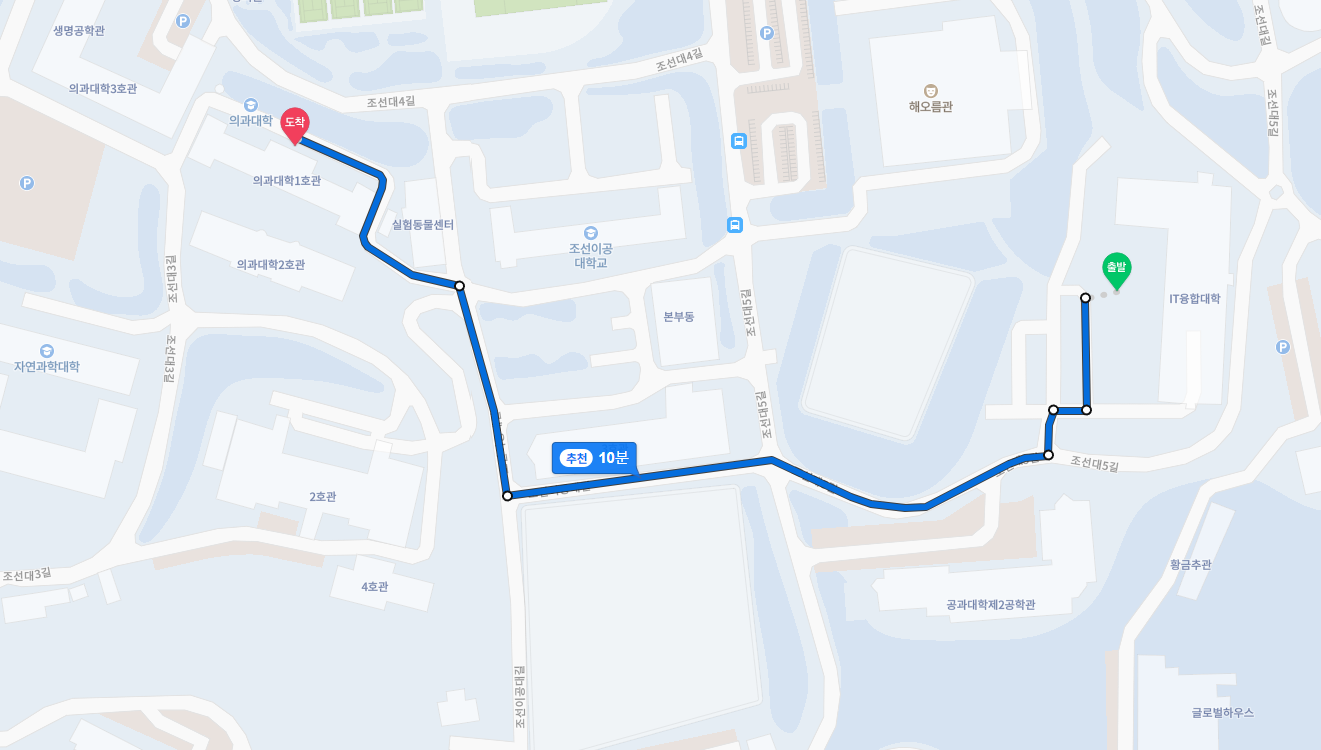 생명공학관
P
P
조선대4길
조선대길
의과대학3호관
조선대4길
해오름관
조선대5길
의과대학
도착
P
의과대학1호관
실험동물센터
조선이공
대학교
의과대학2호관
조선대3길
출발
IT융합대학
본부동
조선대5길
자연과학대학
조선대3길
P
조선대5길
추천 10분
조선대5길
2호관
조선대3길
4호관
황금추관
공과대학제2공학관
조선이공대길
글로벌하우스